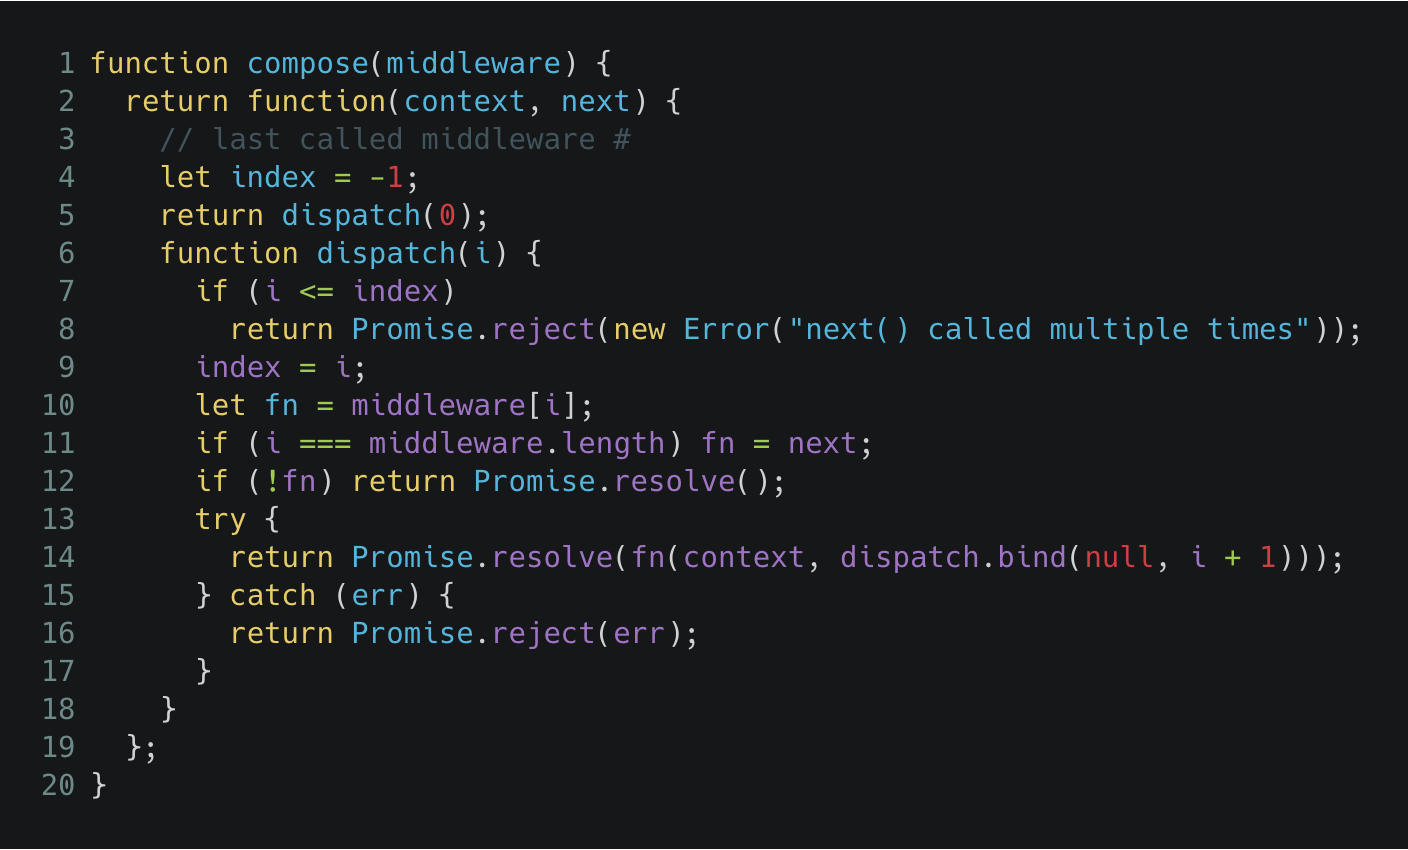 1 function compose(middleware) {
2   return function(context, next) {
3     // last called middleware #
4     let index = -1;
5     return dispatch(0);
6     function dispatch(i) {
7       if (i <= index)
8         return Promise.reject(new Error("next() called multiple times"));
9       index = i;
10       let fn = middleware[i];
11       if (i === middleware.length) fn = next;
12       if (!fn) return Promise.resolve();
13       try {
14         return Promise.resolve(fn(context, dispatch.bind(null, i + 1)));
15       } catch (err) {
16         return Promise.reject(err);
17       }
18     }
19   };
20 }